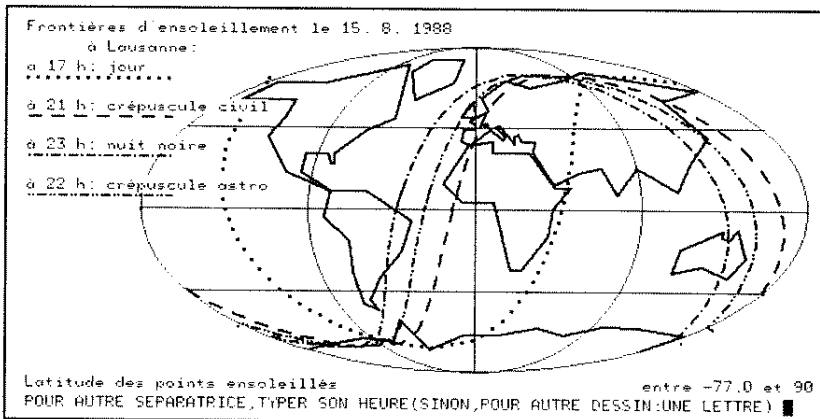 Frontières d'ensoleillement le 15. 8. 1988
à Lausanne:
à 17 h: jour
à 21 h: crépuscule civil
à 23 h: nuit noire
à 22 h: crépuscule astro
Latitude des points ensoleillés entre -77.0 et 90
POUR AUTRE SEPARATRICE,TYPER SON HEURE(SINON,POUR AUTRE DESSIN:UNE LETTRE)